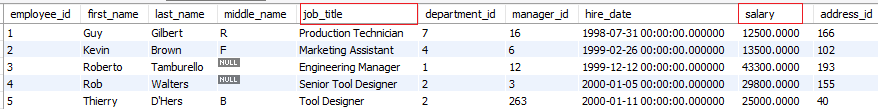 employee_id first_name last_name middle_name job_title department_id manager_id hire_date salary address_id
1 Guy Gilbert R Production Technician 7 16 1998-07-31 00:00:00.000000 12500.0000 166
2 Kevin Brown F Marketing Assistant 4 6 1999-02-26 00:00:00.000000 13500.0000 102
3 Roberto Tamburello NULL Engineering Manager 1 12 1999-12-12 00:00:00.000000 43300.0000 193
4 Rob Walters NULL Senior Tool Designer 2 3 2000-01-05 00:00:00.000000 29800.0000 155
5 Thierry D'Hers B Tool Designer 2 263 2000-01-11 00:00:00.000000 25000.0000 40